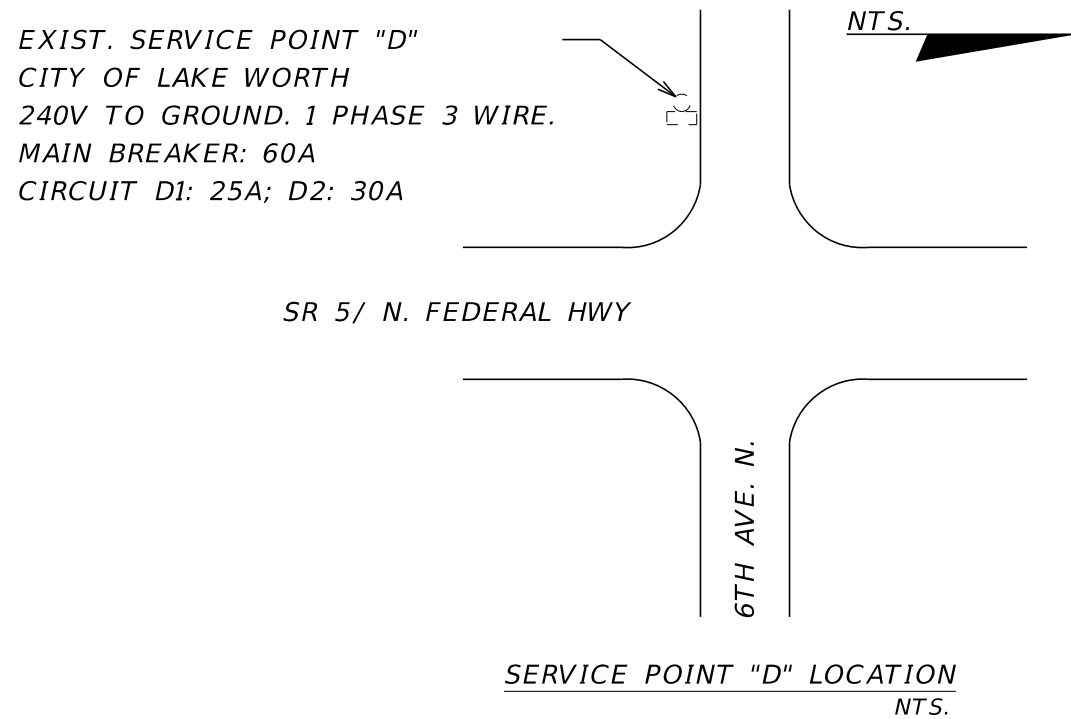 NTS.
EXIST. SERVICE POINT "D"
CITY OF LAKE WORTH
240V TO GROUND. 1 PHASE 3 WIRE.
MAIN BREAKER: 60A
CIRCUIT D1: 25A; D2: 30A
SR 5/ N. FEDERAL HWY
6TH AVE. N.
SERVICE POINT "D" LOCATION
NTS.